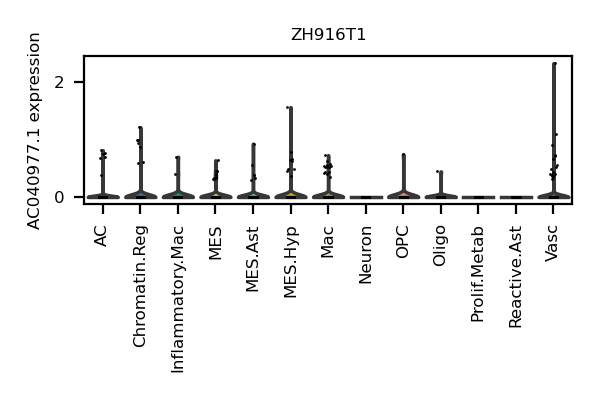 ZH916T1
AC040977.1 expression
2
0
AC
Chromatin.Reg
Inflammatory.Mac
MES
MES.Ast
MES.Hyp
Mac
Neuron
OPC
Oligo
Prolif.Metab
Reactive.Ast
Vasc